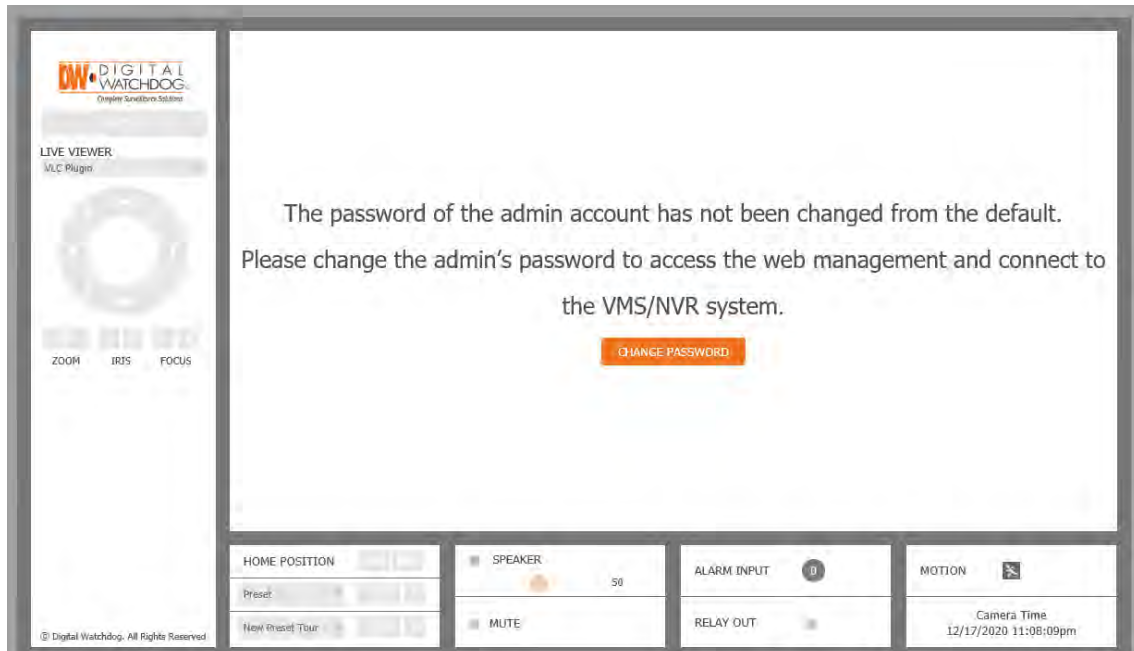 DW DIGITAL
WATCHDOG
Complete Surveillance Solutions
LIVE VIEWER
VLC Plugin
ZOOM IRIS FOCUS
© Digital Watchdog. All Rights Reserved
The password of the admin account has not been changed from the default.
Please change the admin's password to access the web management and connect to
the VMS/NVR system.
CHANGE PASSWORD
HOME POSITION
Preset
New Preset Tour
SPEAKER
50
MUTE
ALARM INPUT
RELAY OUT
MOTION
Camera Time
12/17/2020 11:08:09pm